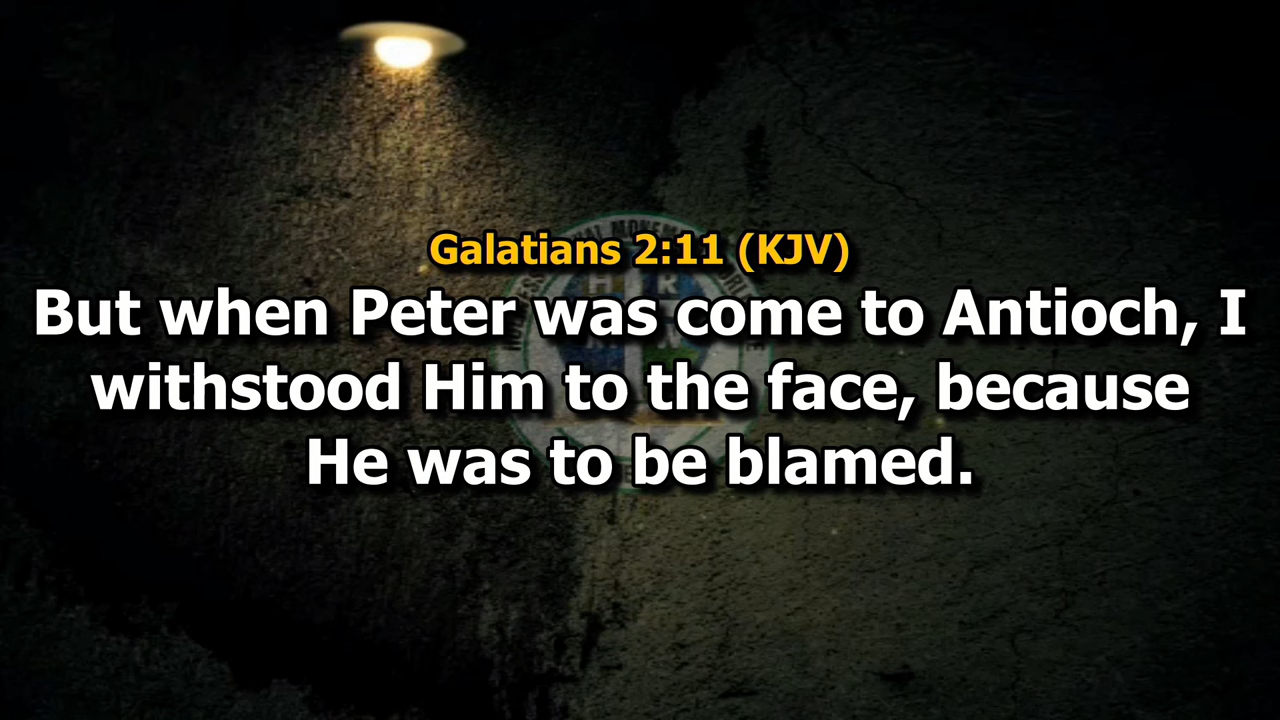 Galatians 2:11 (KJV)
But when Peter was come to Antioch, I
withstood Him to the face, because
He was to be blamed.